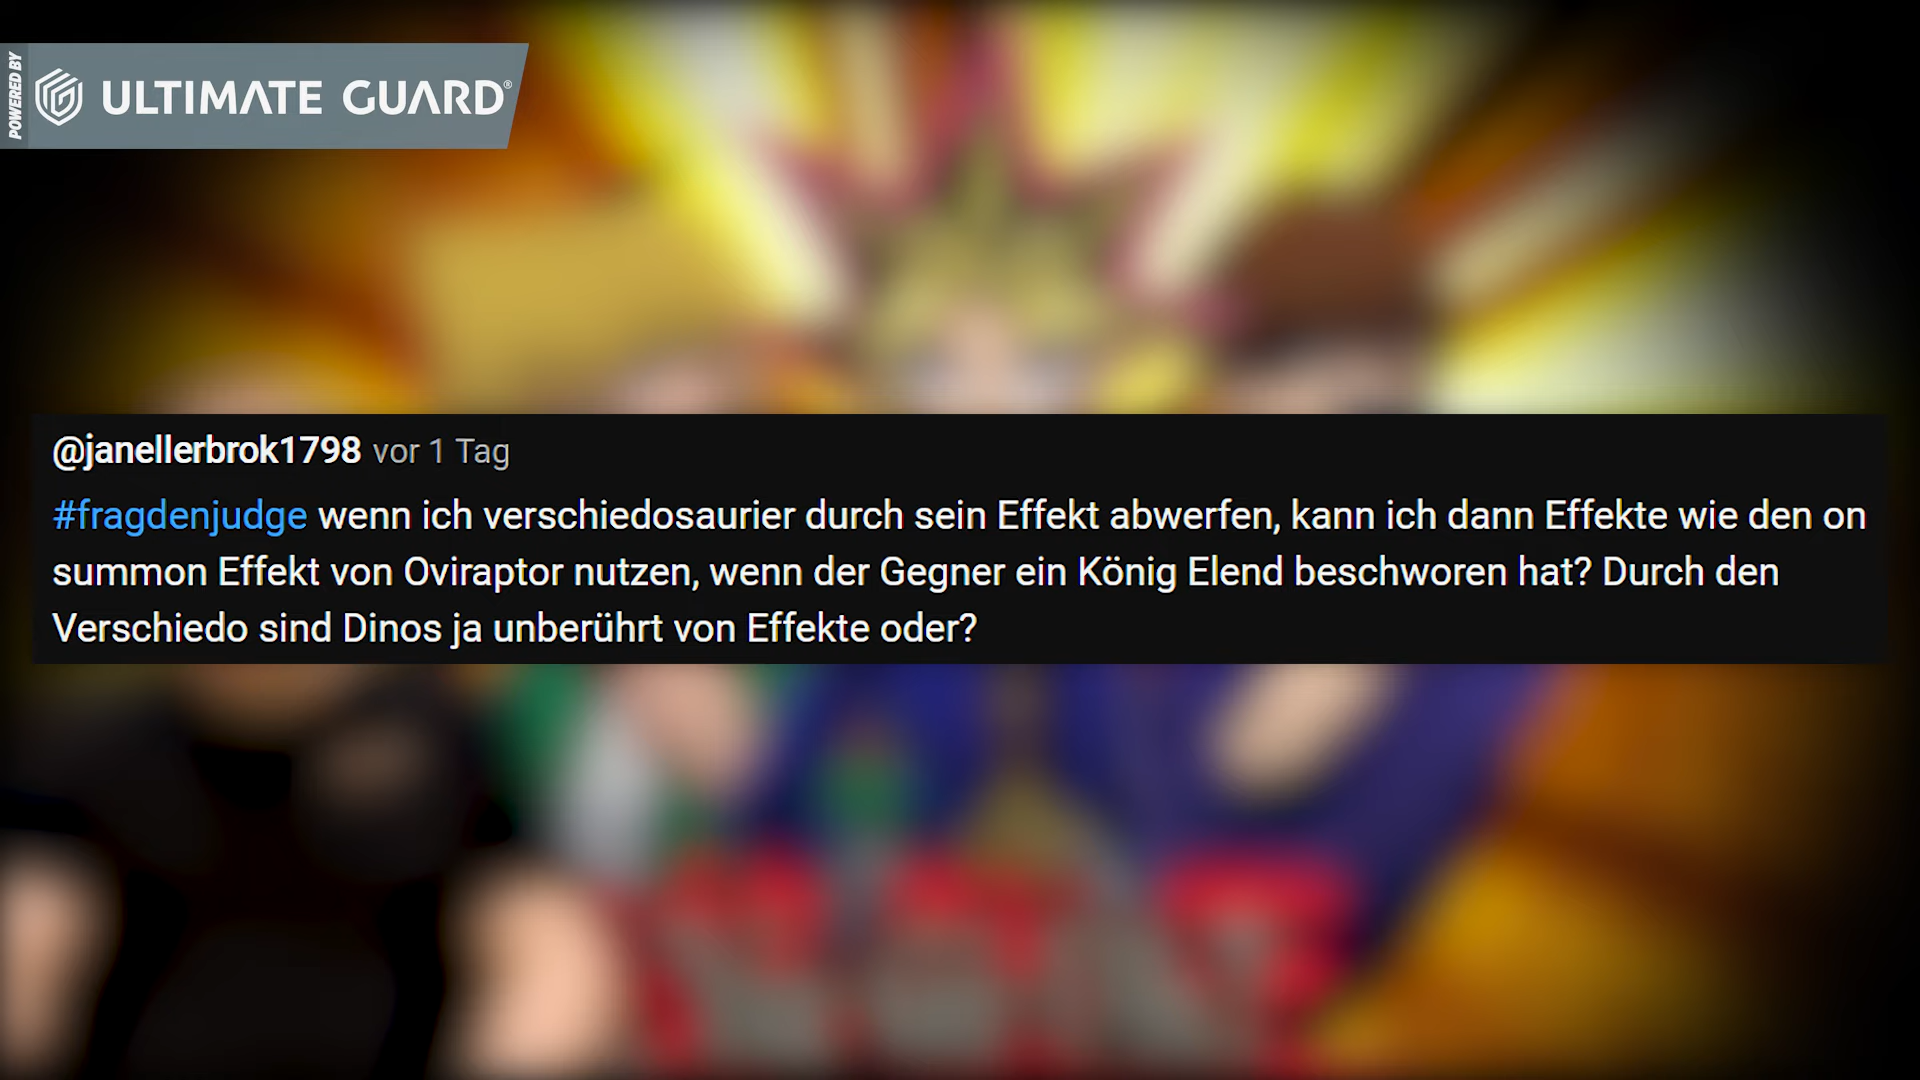 POWERED BY
ULTIMATE GUARD®
@janellerbrok1798 vor 1 Tag
#fragdenjudge wenn ich verschiedosaurier durch sein Effekt abwerfen, kann ich dann Effekte wie den on
summon Effekt von Oviraptor nutzen, wenn der Gegner ein König Elend beschworen hat? Durch den
Verschiedo sind Dinos ja unberührt von Effekte oder?